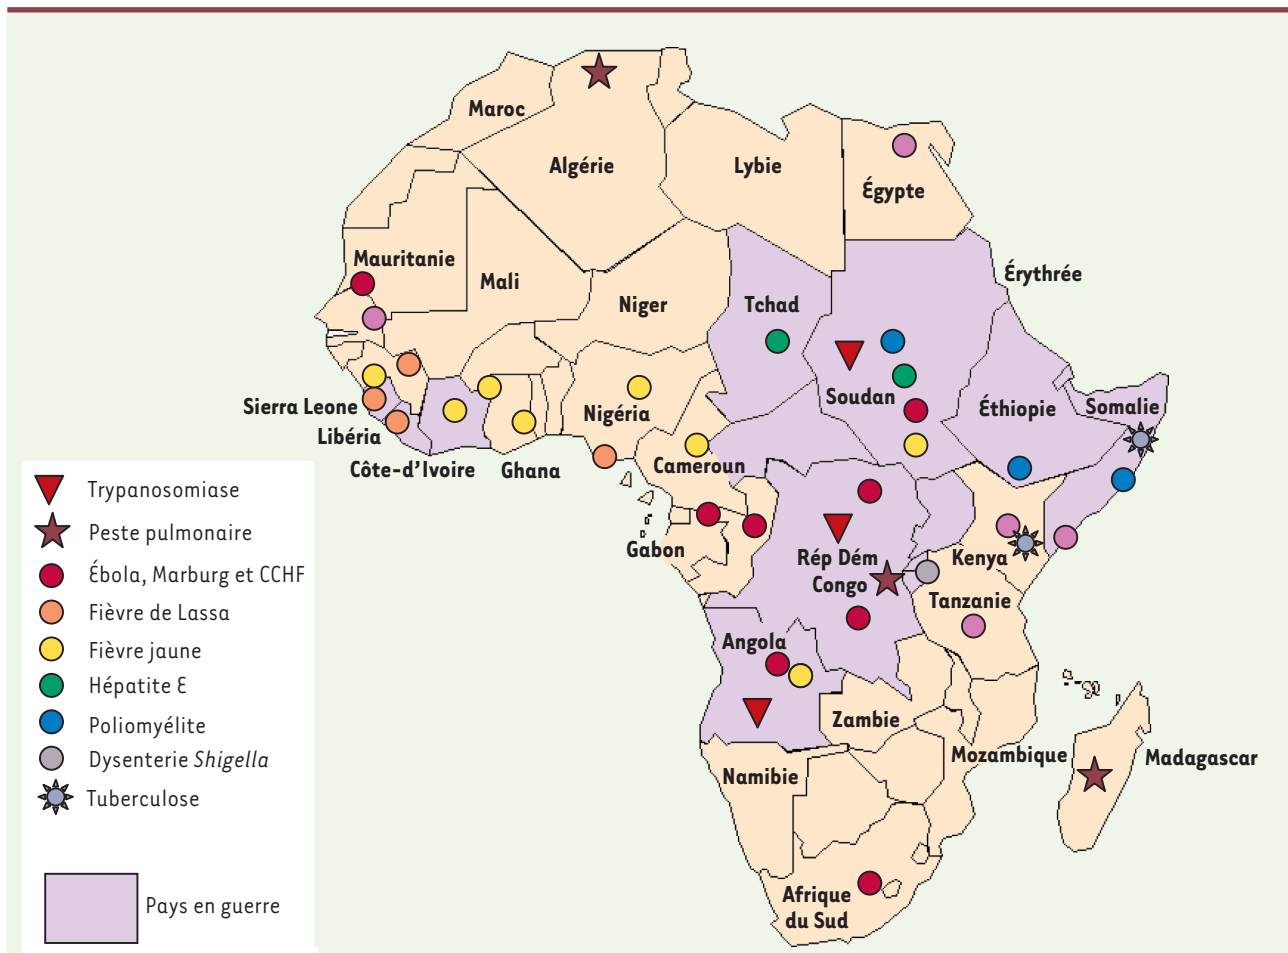 Maroc
Algérie
Lybie
Égypte
Mauritanie
Mali
Niger
Tchad
Érythrée
Soudan
Éthiopie
Somalie
Sierra Leone
Libéria
Côte-d'Ivoire
Ghana
Nigéria
Cameroun
Gabon
Rép Dém
Congo
Kenya
Tanzanie
Angola
Zambie
Mozambique
Madagascar
Namibie
Afrique
du Sud
Trypanosomiase
Peste pulmonaire
Ébola, Marburg et CCHF
Fièvre de Lassa
Fièvre jaune
Hépatite E
Poliomyélite
Dysenterie Shigella
Tuberculose
Pays en guerre